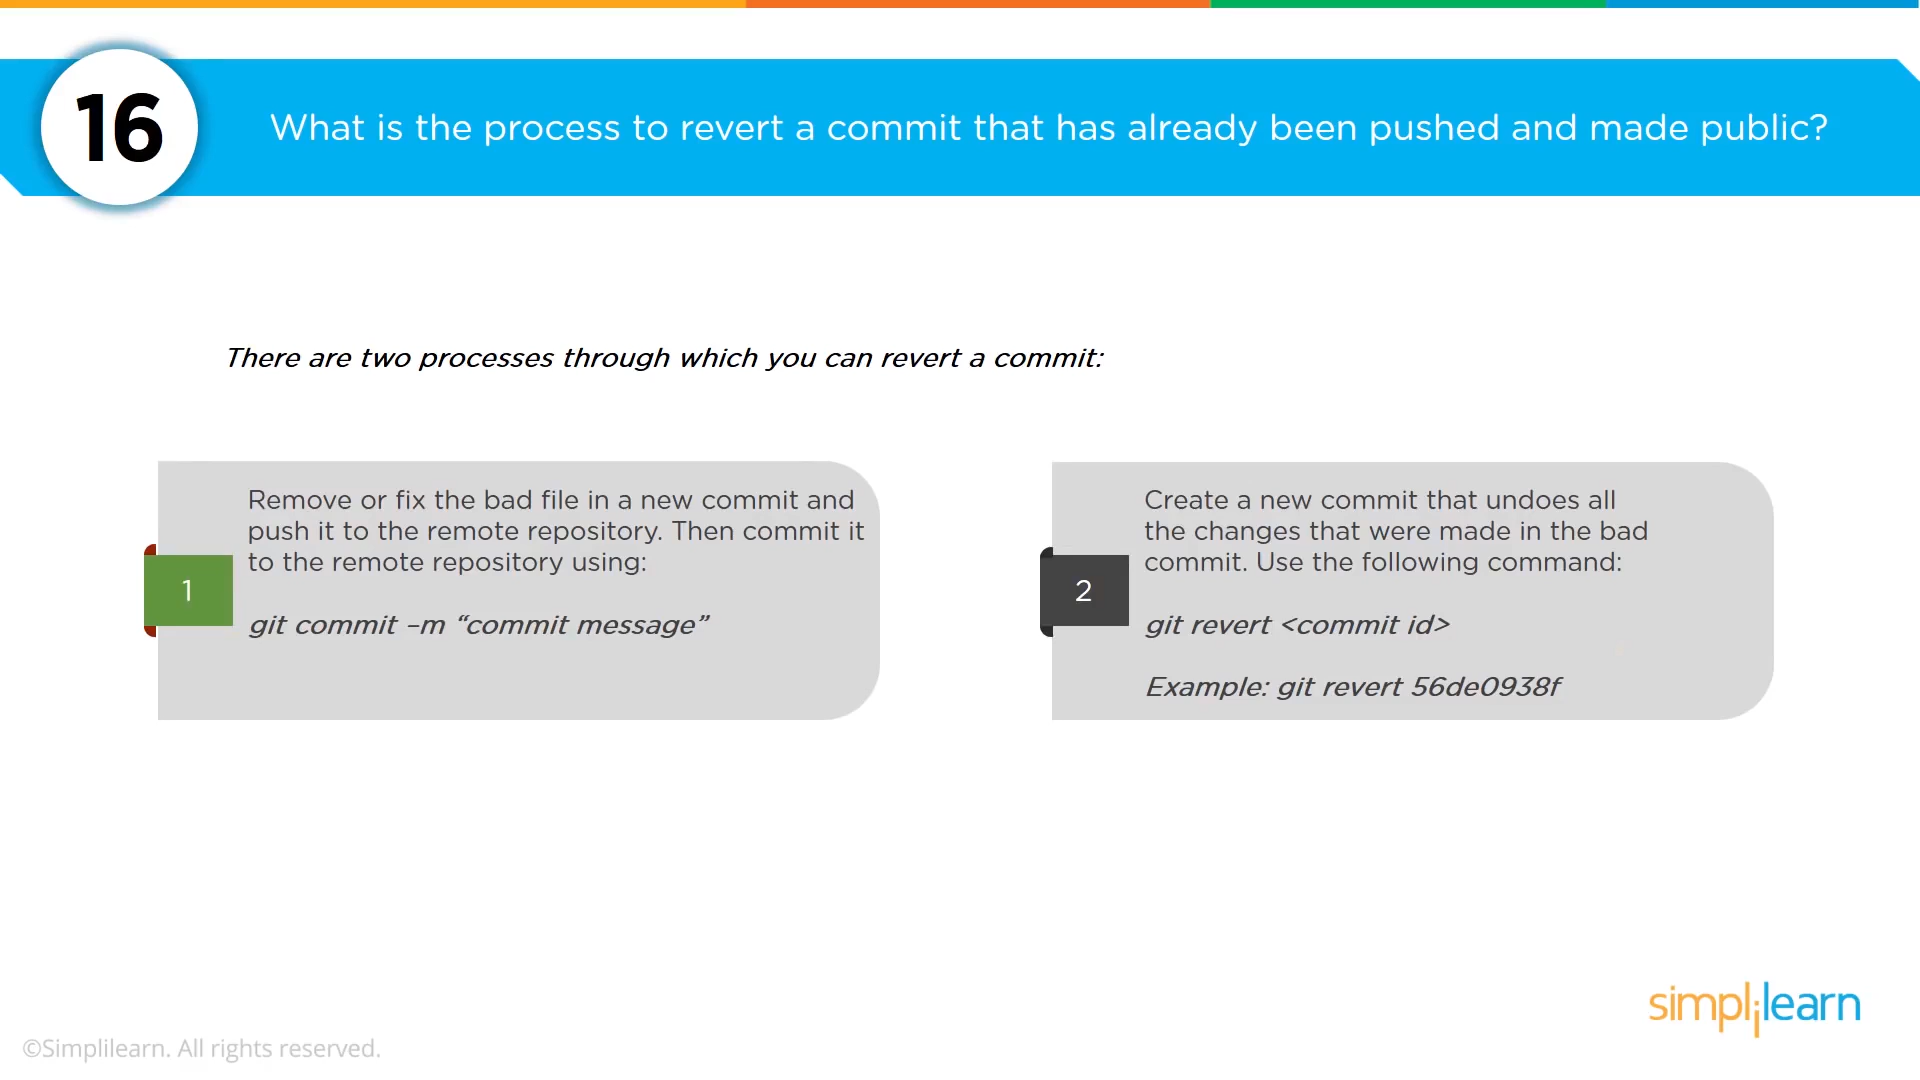 16
What is the process to revert a commit that has already been pushed and made public?
There are two processes through which you can revert a commit:
1
Remove or fix the bad file in a new commit and
push it to the remote repository. Then commit it
to the remote repository using:
git commit –m “commit message”
2
Create a new commit that undoes all
the changes that were made in the bad
commit. Use the following command:
git revert <commit id>
Example: git revert 56de0938f
simplilearn
©Simplilearn. All rights reserved.